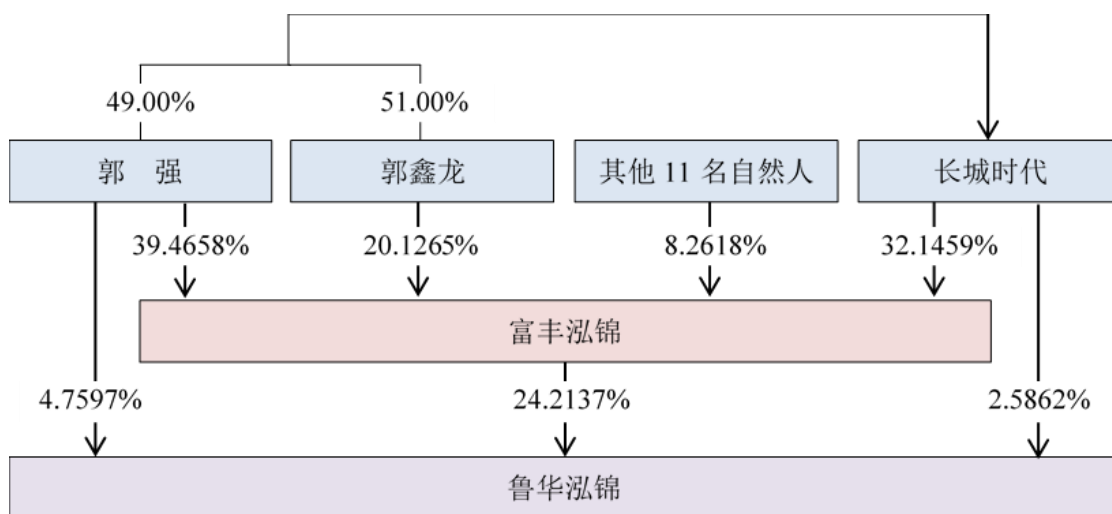 49.00%
51.00%
郭 强
郭鑫龙
其他 11 名自然人
长城时代
39.4658%
20.1265%
8.2618%
32.1459%
富丰泓锦
4.7597%
24.2137%
2.5862%
鲁华泓锦